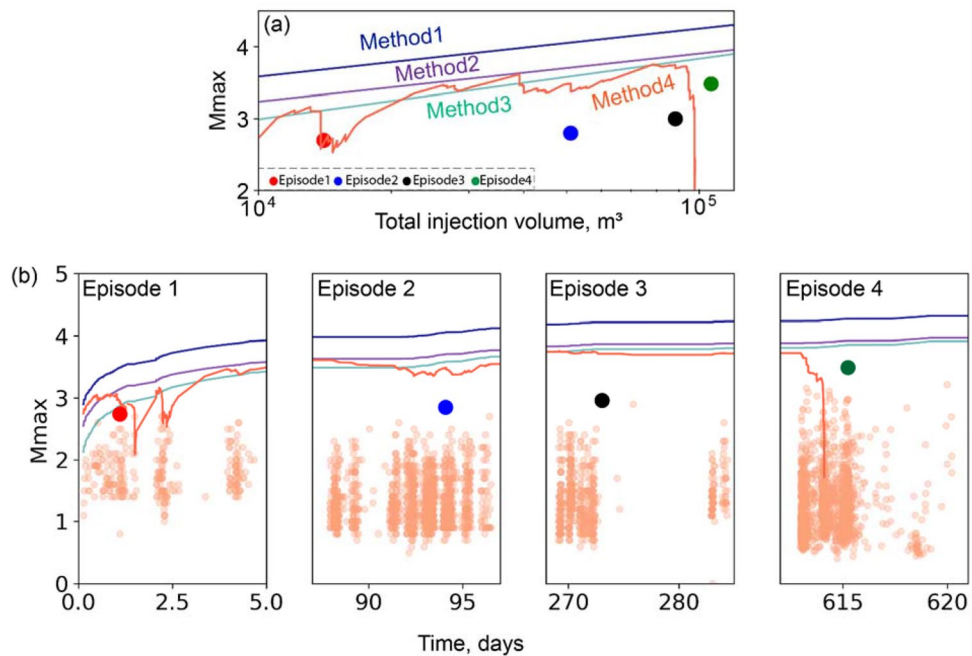 (a)
Method1
Method2
Method3
Method4
Mmax
4
3
2
Episode1 Episode2 Episode3 Episode4
10⁴ 10⁵
Total injection volume, m³
(b)
Episode 1 Episode 2 Episode 3 Episode 4
Mmax
5
4
3
2
1
0
0.0 2.5 5.0 90 95 270 280 615 620
Time, days